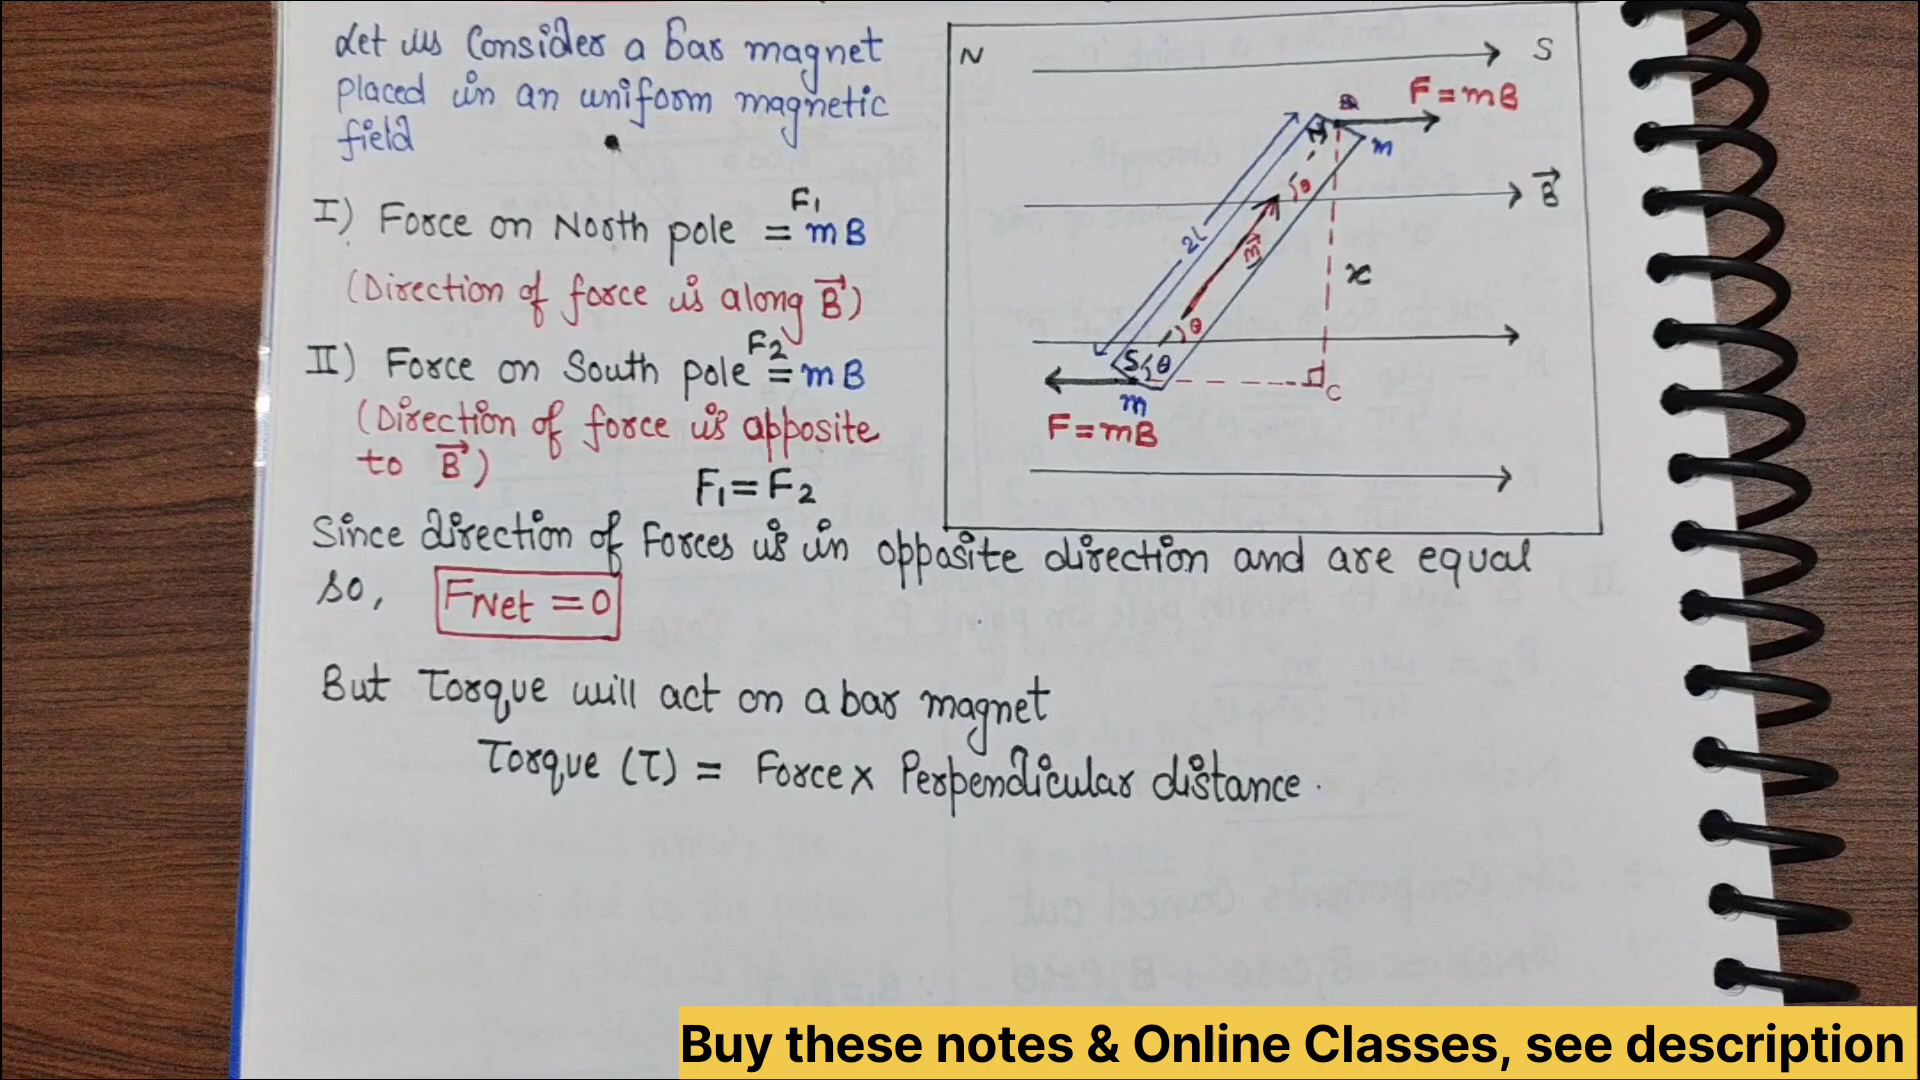 Let us Consider a bar magnet
placed in an uniform magnetic
field
I) Force on North pole = mB
F1
(Direction of force is along B⃗)
II) Force on South pole = mB
F2
(Direction of force is apposite
to B⃗)
F1 = F2
Since direction of Forces is in opposite direction and are equal
so, FNet = 0
But Torque will act on a bar magnet
Torque (τ) = Force x Perpendicular distance.
N
S
F = mB
N
m
θ
B⃗
2l
M⃗
x
θ
S
θ
C
m
F = mB
Buy these notes & Online Classes, see description